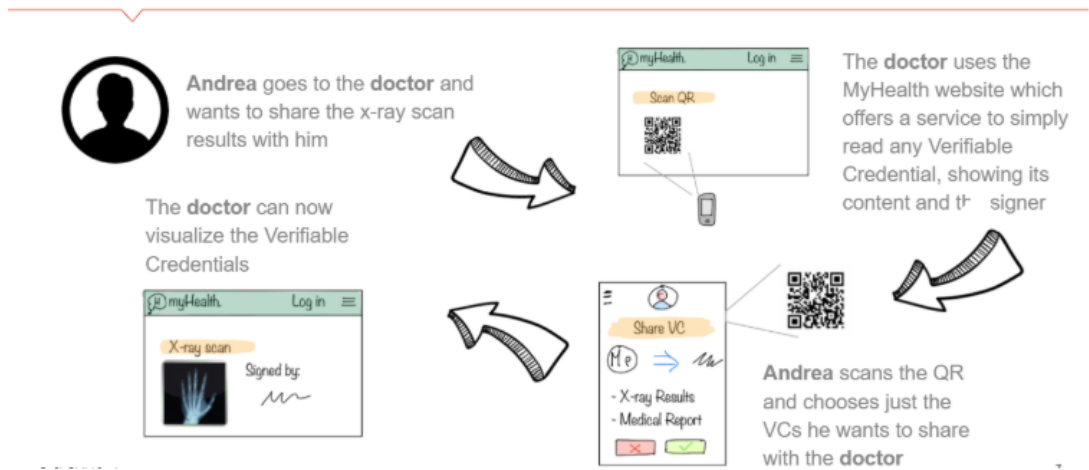 Andrea goes to the doctor and
wants to share the x-ray scan
results with him
myHealth. Log in
Scan QR
The doctor uses the
MyHealth website which
offers a service to simply
read any Verifiable
Credential, showing its
content and signer
Share VC
Me
- X-ray Results
- Medical Report
Andrea scans the QR
and chooses just the
VCs he wants to share
with the doctor
The doctor can now
visualize the Verifiable
Credentials
myHealth. Log in
X-ray scan
Signed by: